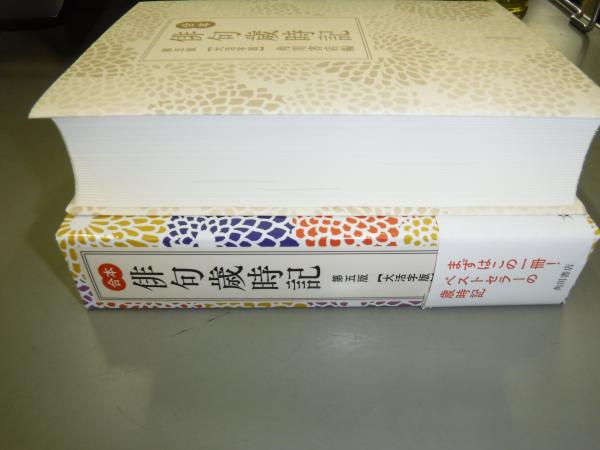 合本
俳句歳時記
第五版 【大活字版】 角川書店 編
合本
俳句歳時記
第五版 【大活字版】
まずはこの一冊!
ベストセラーの
歳時記
角川書店